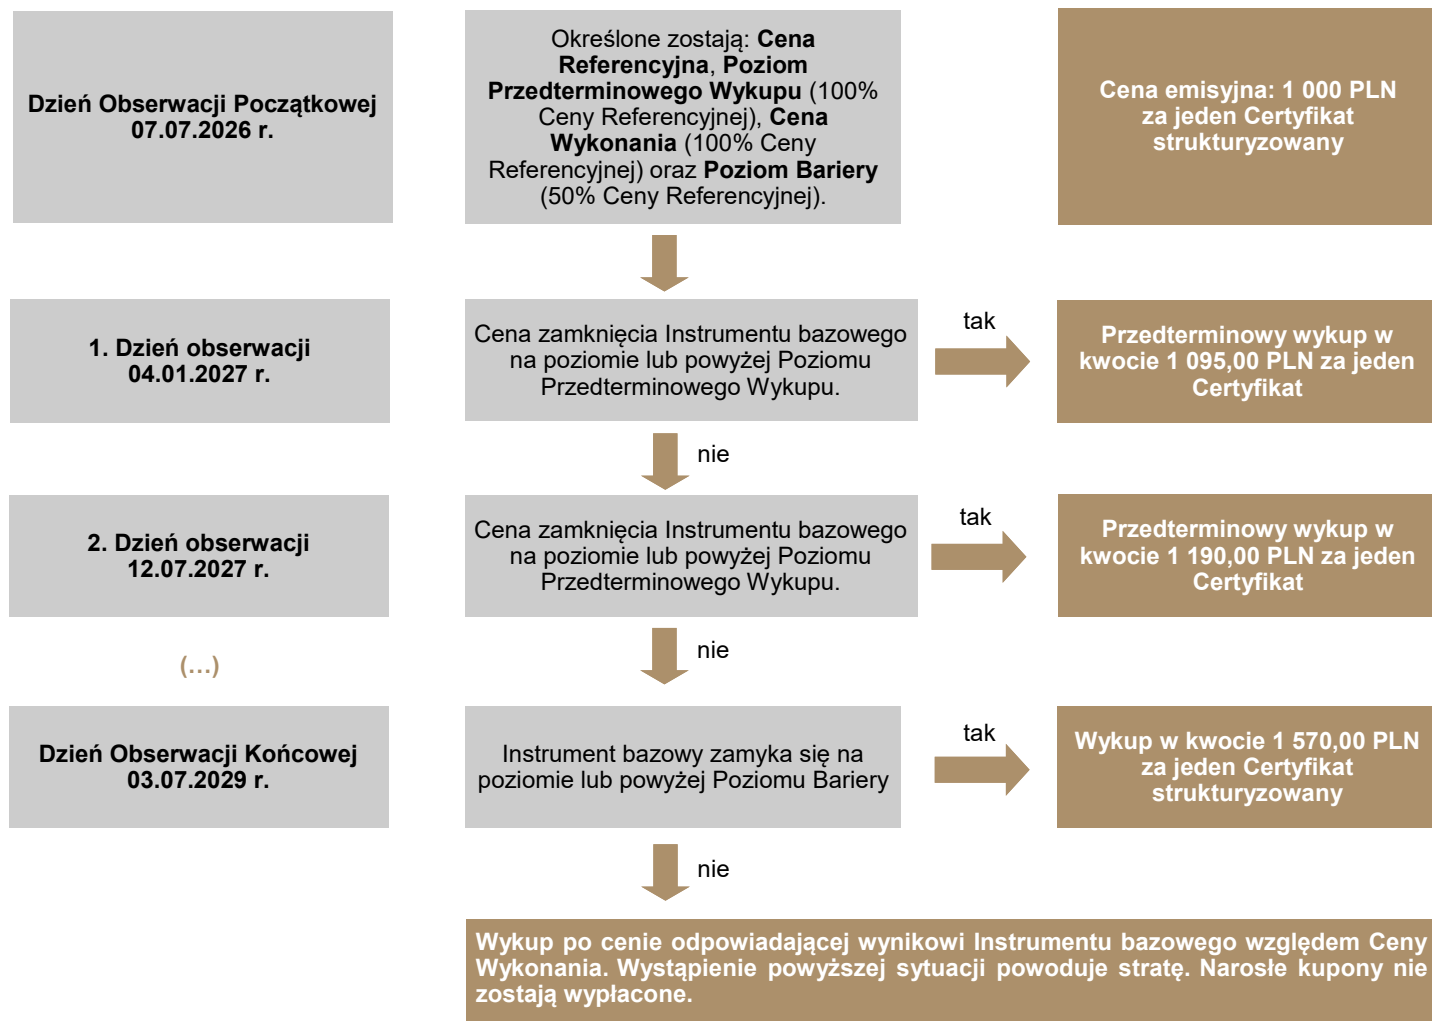 Dzień Obserwacji Początkowej
07.07.2026 r.
Określone zostają: Cena
Referencyjna, Poziom
Przedterminowego Wykupu (100%
Ceny Referencyjnej), Cena
Wykonania (100% Ceny
Referencyjnej) oraz Poziom Bariery
(50% Ceny Referencyjnej).
Cena emisyjna: 1 000 PLN
za jeden Certyfikat
strukturyzowany
1. Dzień obserwacji
04.01.2027 r.
Cena zamknięcia Instrumentu bazowego
na poziomie lub powyżej Poziomu
Przedterminowego Wykupu.
tak
Przedterminowy wykup w
kwocie 1 095,00 PLN za jeden
Certyfikat
nie
2. Dzień obserwacji
12.07.2027 r.
Cena zamknięcia Instrumentu bazowego
na poziomie lub powyżej Poziomu
Przedterminowego Wykupu.
tak
Przedterminowy wykup w
kwocie 1 190,00 PLN za jeden
Certyfikat
nie
(…)
Dzień Obserwacji Końcowej
03.07.2029 r.
Instrument bazowy zamyka się na
poziomie lub powyżej Poziomu Bariery
tak
Wykup w kwocie 1 570,00 PLN
za jeden Certyfikat
strukturyzowany
nie
Wykup po cenie odpowiadającej wynikowi Instrumentu bazowego względem Ceny
Wykonania. Wystąpienie powyższej sytuacji powoduje stratę. Narosłe kupony nie
zostają wypłacone.